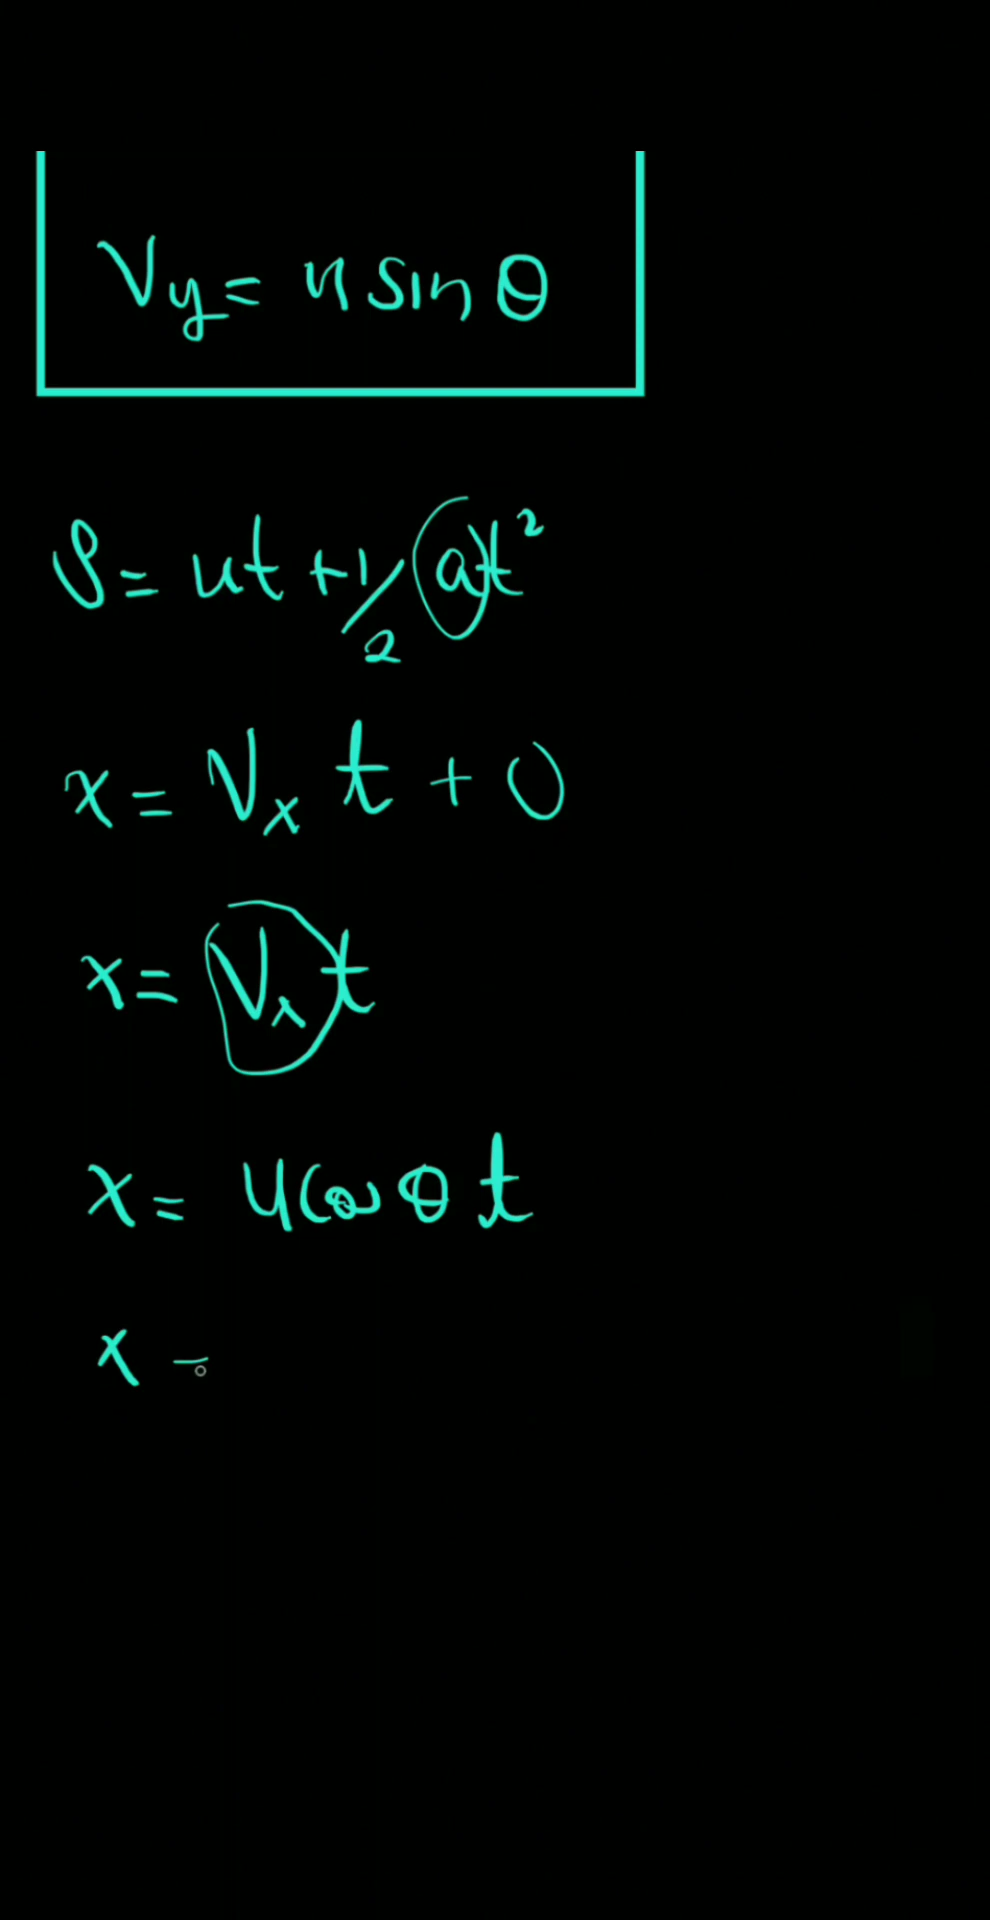 Vy = u sin θ
S = ut + 1/2 at²
x = Vx t + 0
x = Vx t
x = u cos θ t
x -